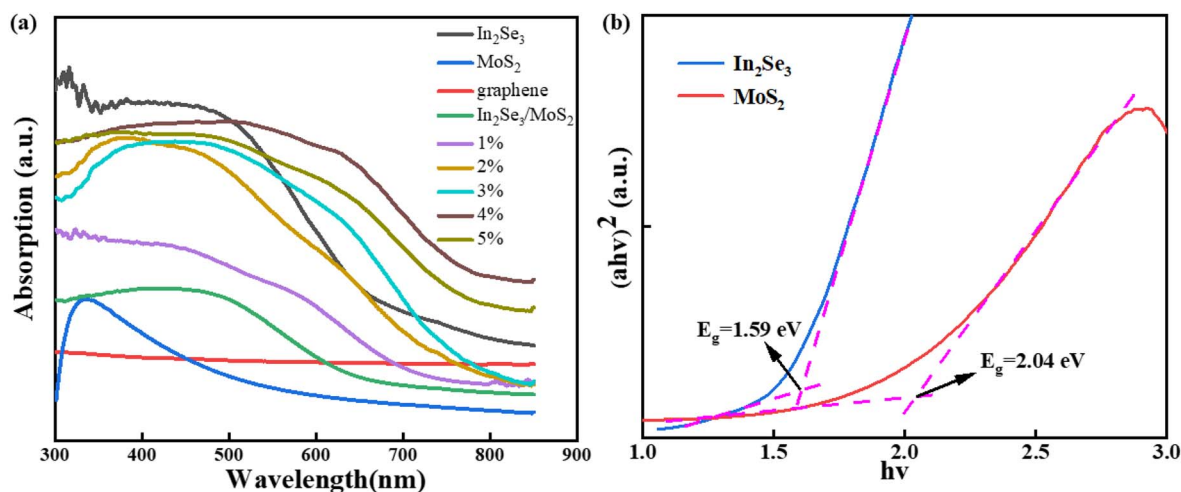 (a)
Absorption (a.u.)
In₂Se₃
MoS₂
graphene
In₂Se₃/MoS₂
1%
2%
3%
4%
5%
300 400 500 600 700 800 900
Wavelength(nm)
(b)
(ahv)² (a.u.)
In₂Se₃
MoS₂
E_g=1.59 eV
E_g=2.04 eV
1.0 1.5 2.0 2.5 3.0
hv